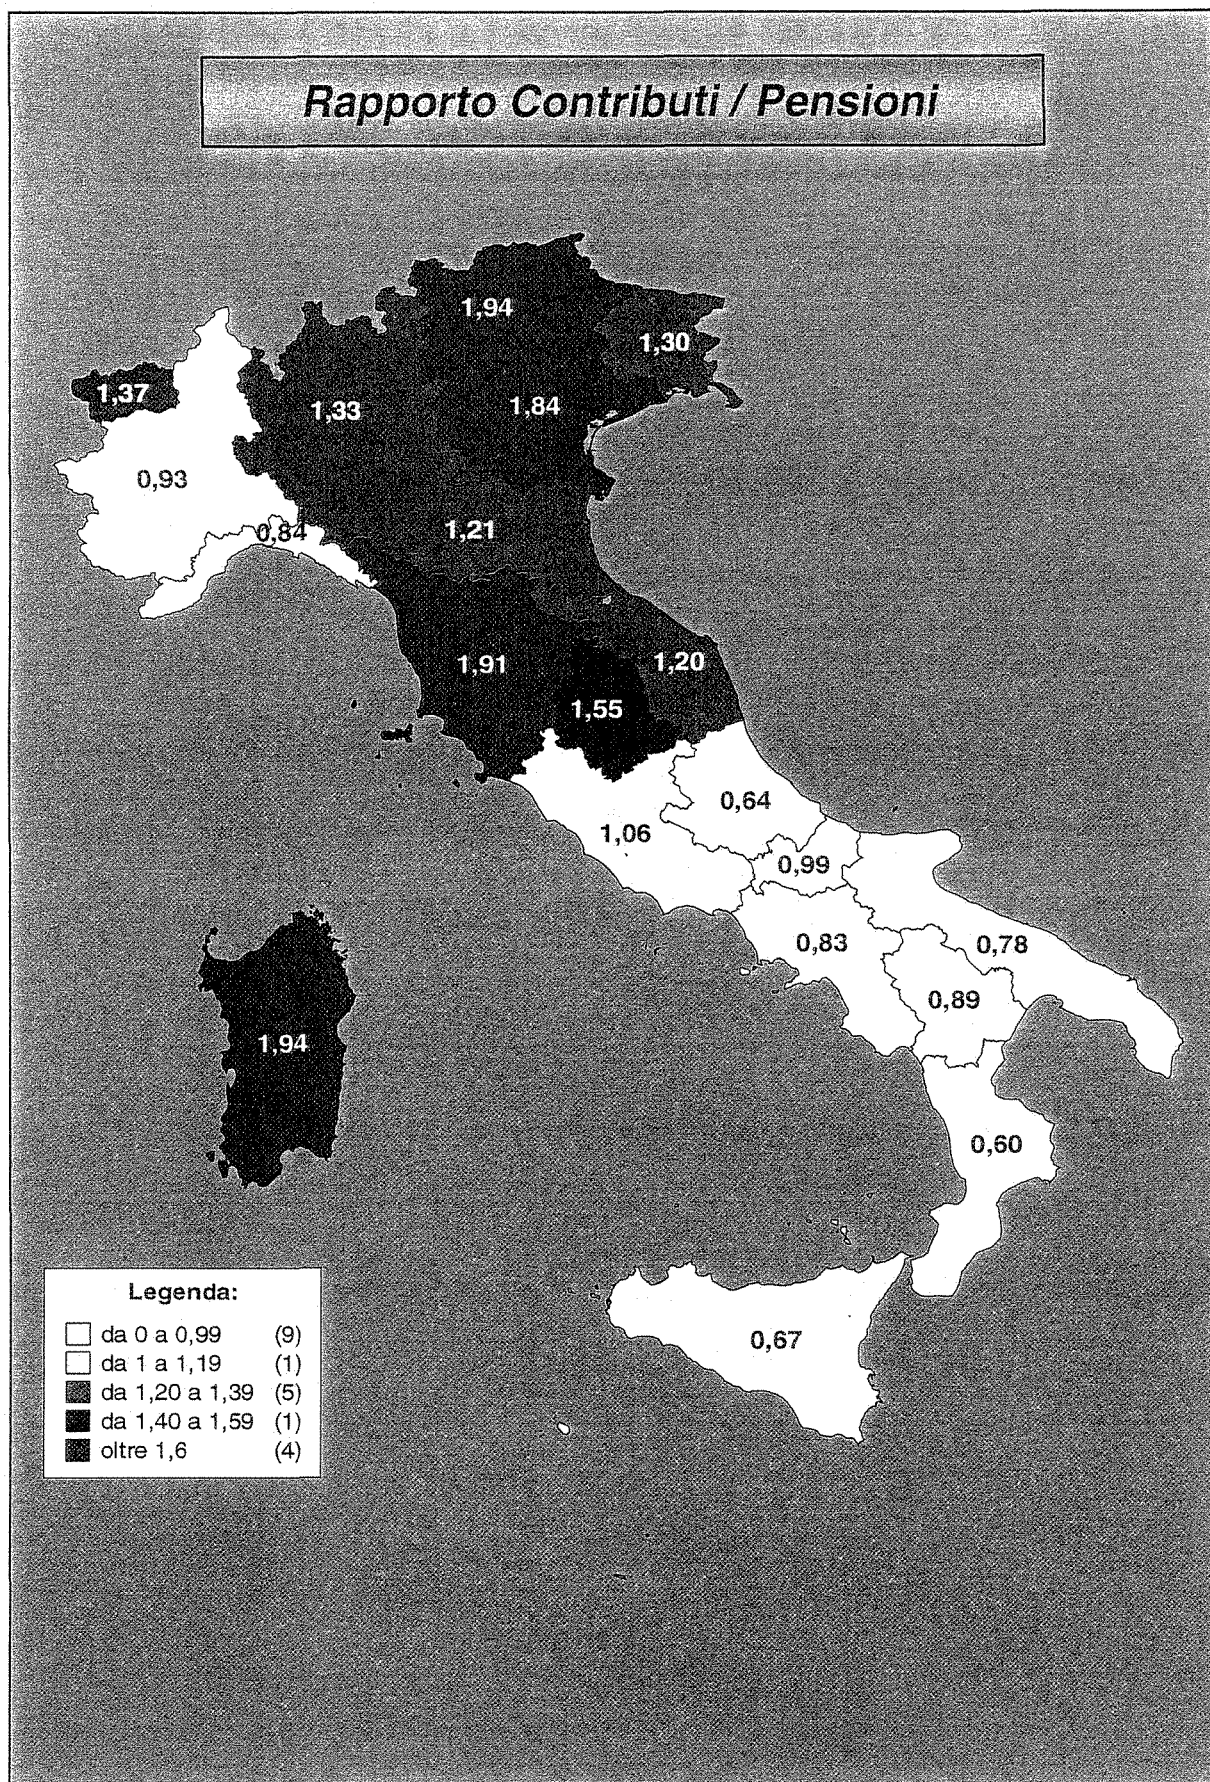 Rapporto Contributi / Pensioni
1,94
1,30
1,37
1,33
1,84
0,93
0,84
1,21
1,91
1,20
1,55
0,64
1,06
0,99
0,83
0,78
0,89
1,94
0,60
0,67
Legenda:
da 0 a 0,99 (9)
da 1 a 1,19 (1)
da 1,20 a 1,39 (5)
da 1,40 a 1,59 (1)
oltre 1,6 (4)